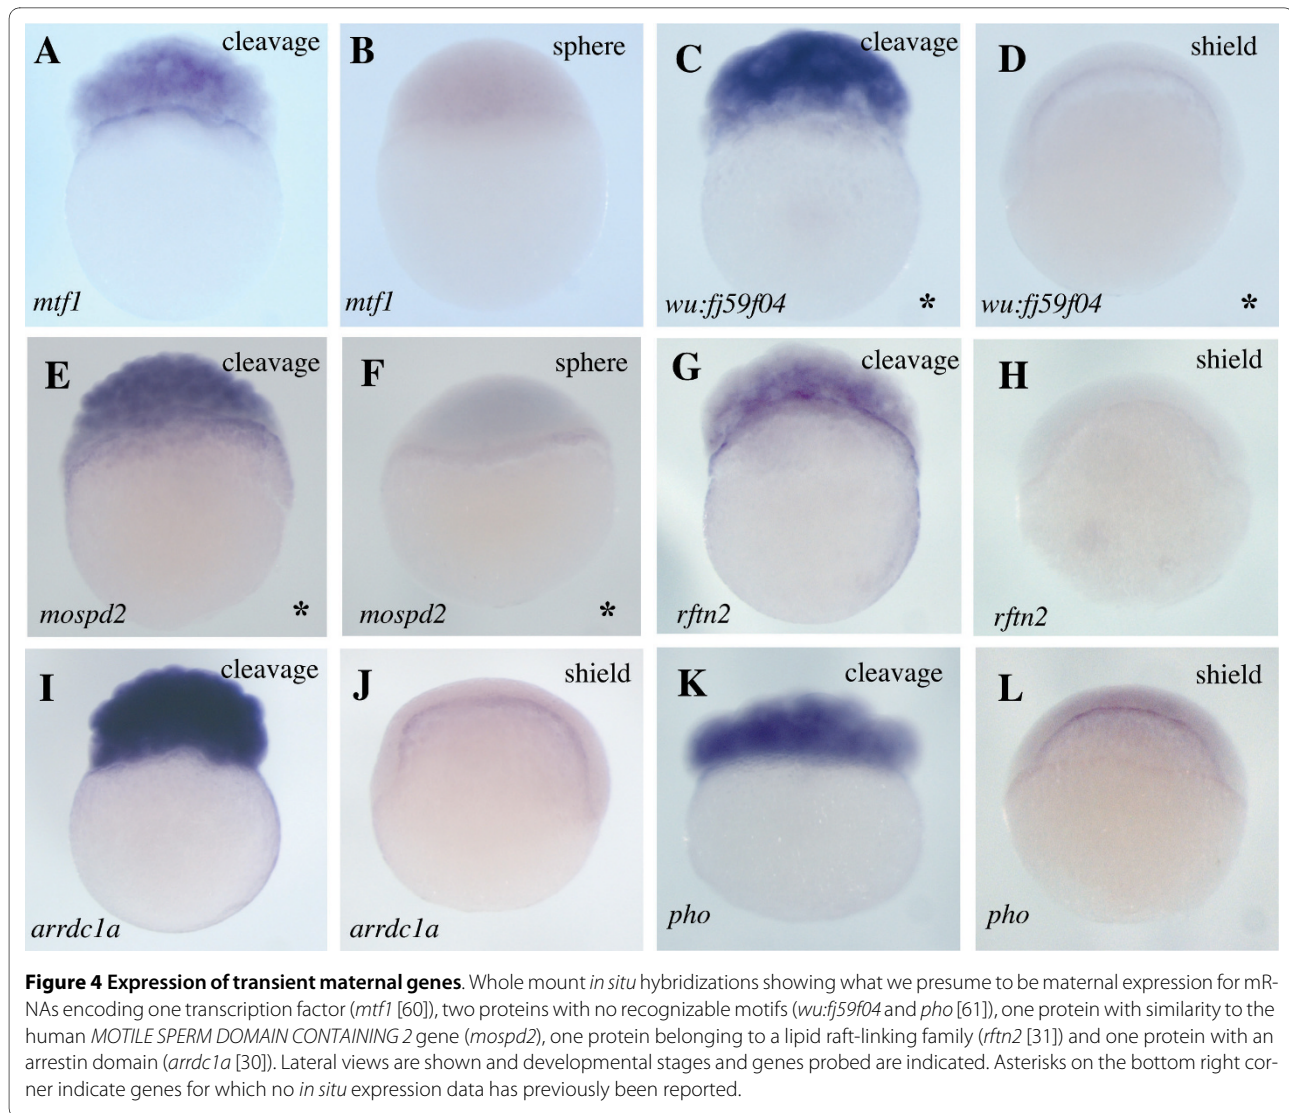 A cleavage
mtf1
B sphere
mtf1
C cleavage
wu:fj59f04 *
D shield
wu:fj59f04 *
E cleavage
mospd2 *
F sphere
mospd2 *
G cleavage
rftn2
H shield
rftn2
I cleavage
arrdc1a
J shield
arrdc1a
K cleavage
pho
L shield
pho
Figure 4 Expression of transient maternal genes. Whole mount in situ hybridizations showing what we presume to be maternal expression for mR-
NAs encoding one transcription factor (mtf1 [60]), two proteins with no recognizable motifs (wu:fj59f04 and pho [61]), one protein with similarity to the
human MOTILE SPERM DOMAIN CONTAINING 2 gene (mospd2), one protein belonging to a lipid raft-linking family (rftn2 [31]) and one protein with an
arrestin domain (arrdc1a [30]). Lateral views are shown and developmental stages and genes probed are indicated. Asterisks on the bottom right cor-
ner indicate genes for which no in situ expression data has previously been reported.